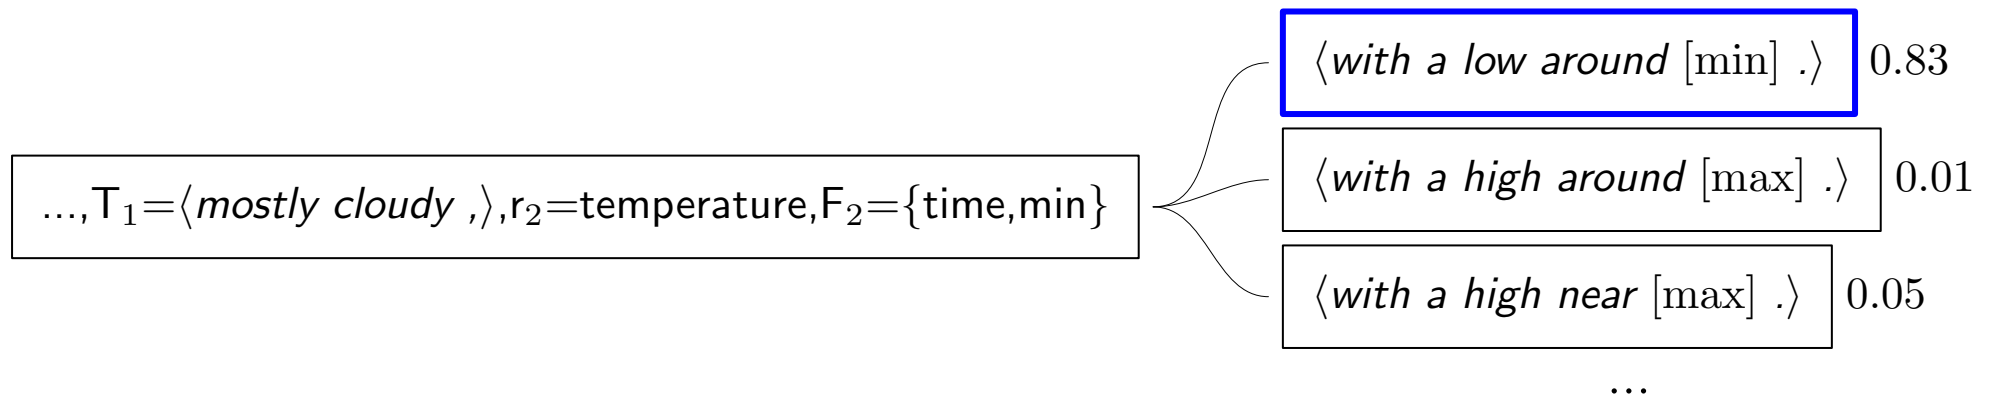 ⟨with a low around [min] .⟩ 0.83
⟨with a high around [max] .⟩ 0.01
...,T₁=⟨mostly cloudy ,⟩,r₂=temperature,F₂={time,min}
⟨with a high near [max] .⟩ 0.05
...